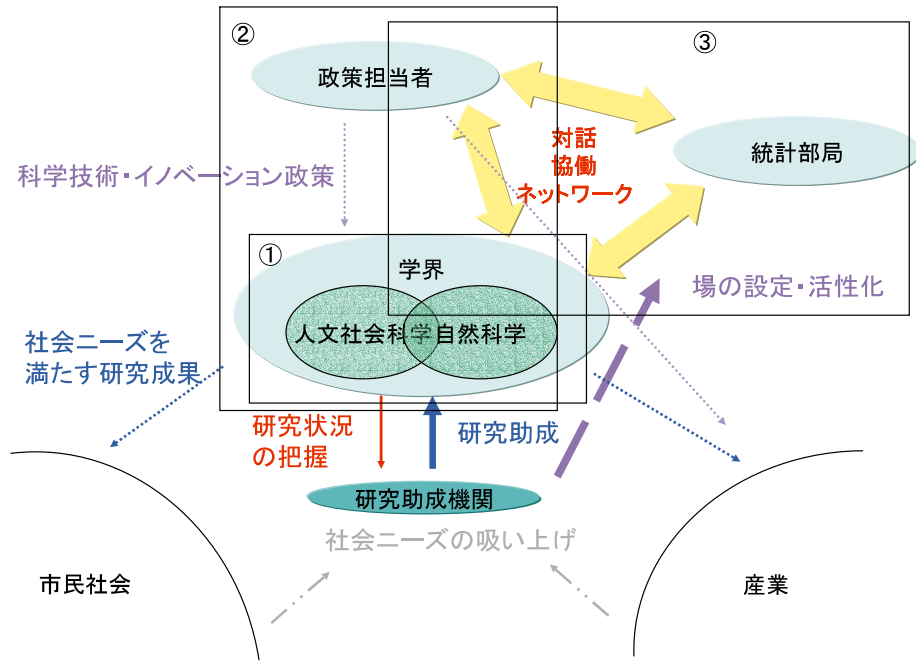 ②
③
政策担当者
対話
協働
ネットワーク
統計部局
科学技術・イノベーション政策
①
学界
場の設定・活性化
人文社会科学自然科学
社会ニーズを
満たす研究成果
研究状況
の把握
研究助成
研究助成機関
社会ニーズの吸い上げ
市民社会
産業